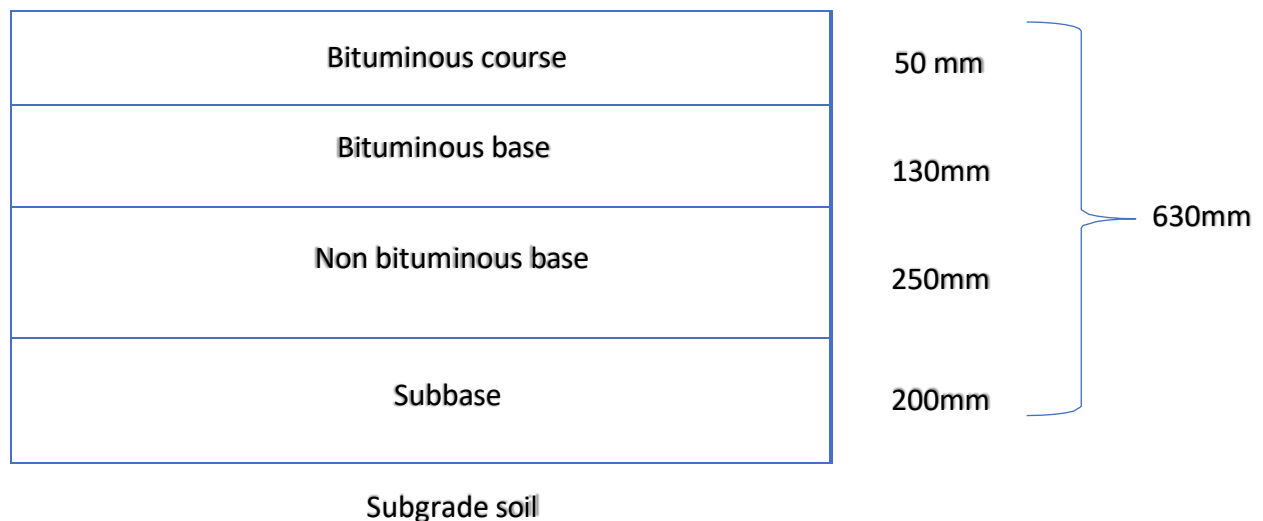 Bituminous course
50 mm
Bituminous base
130mm
630mm
Non bituminous base
250mm
Subbase
200mm
Subgrade soil